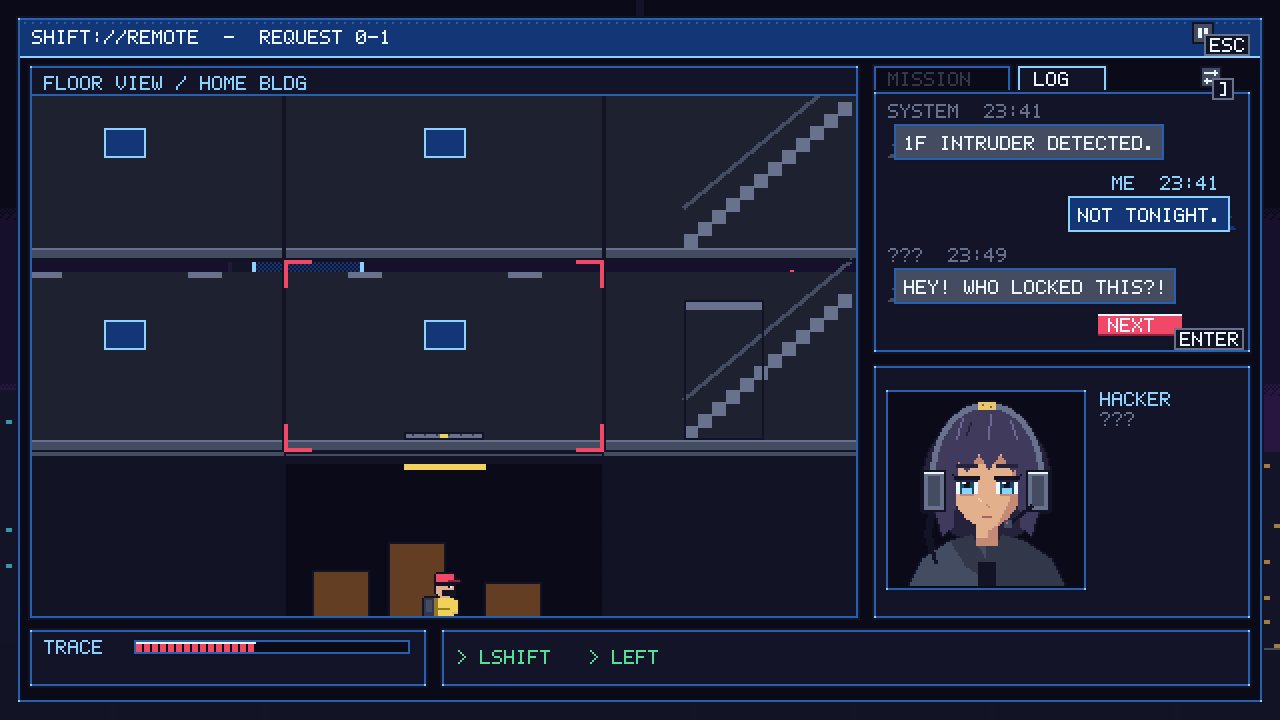 SHIFT://REMOTE - REQUEST 0-1
ESC
FLOOR VIEW / HOME BLDG
MISSION
LOG
]
SYSTEM 23:41
1F INTRUDER DETECTED.
ME 23:41
NOT TONIGHT.
??? 23:49
HEY! WHO LOCKED THIS?!
NEXT
ENTER
HACKER
???
TRACE
> LSHIFT > LEFT